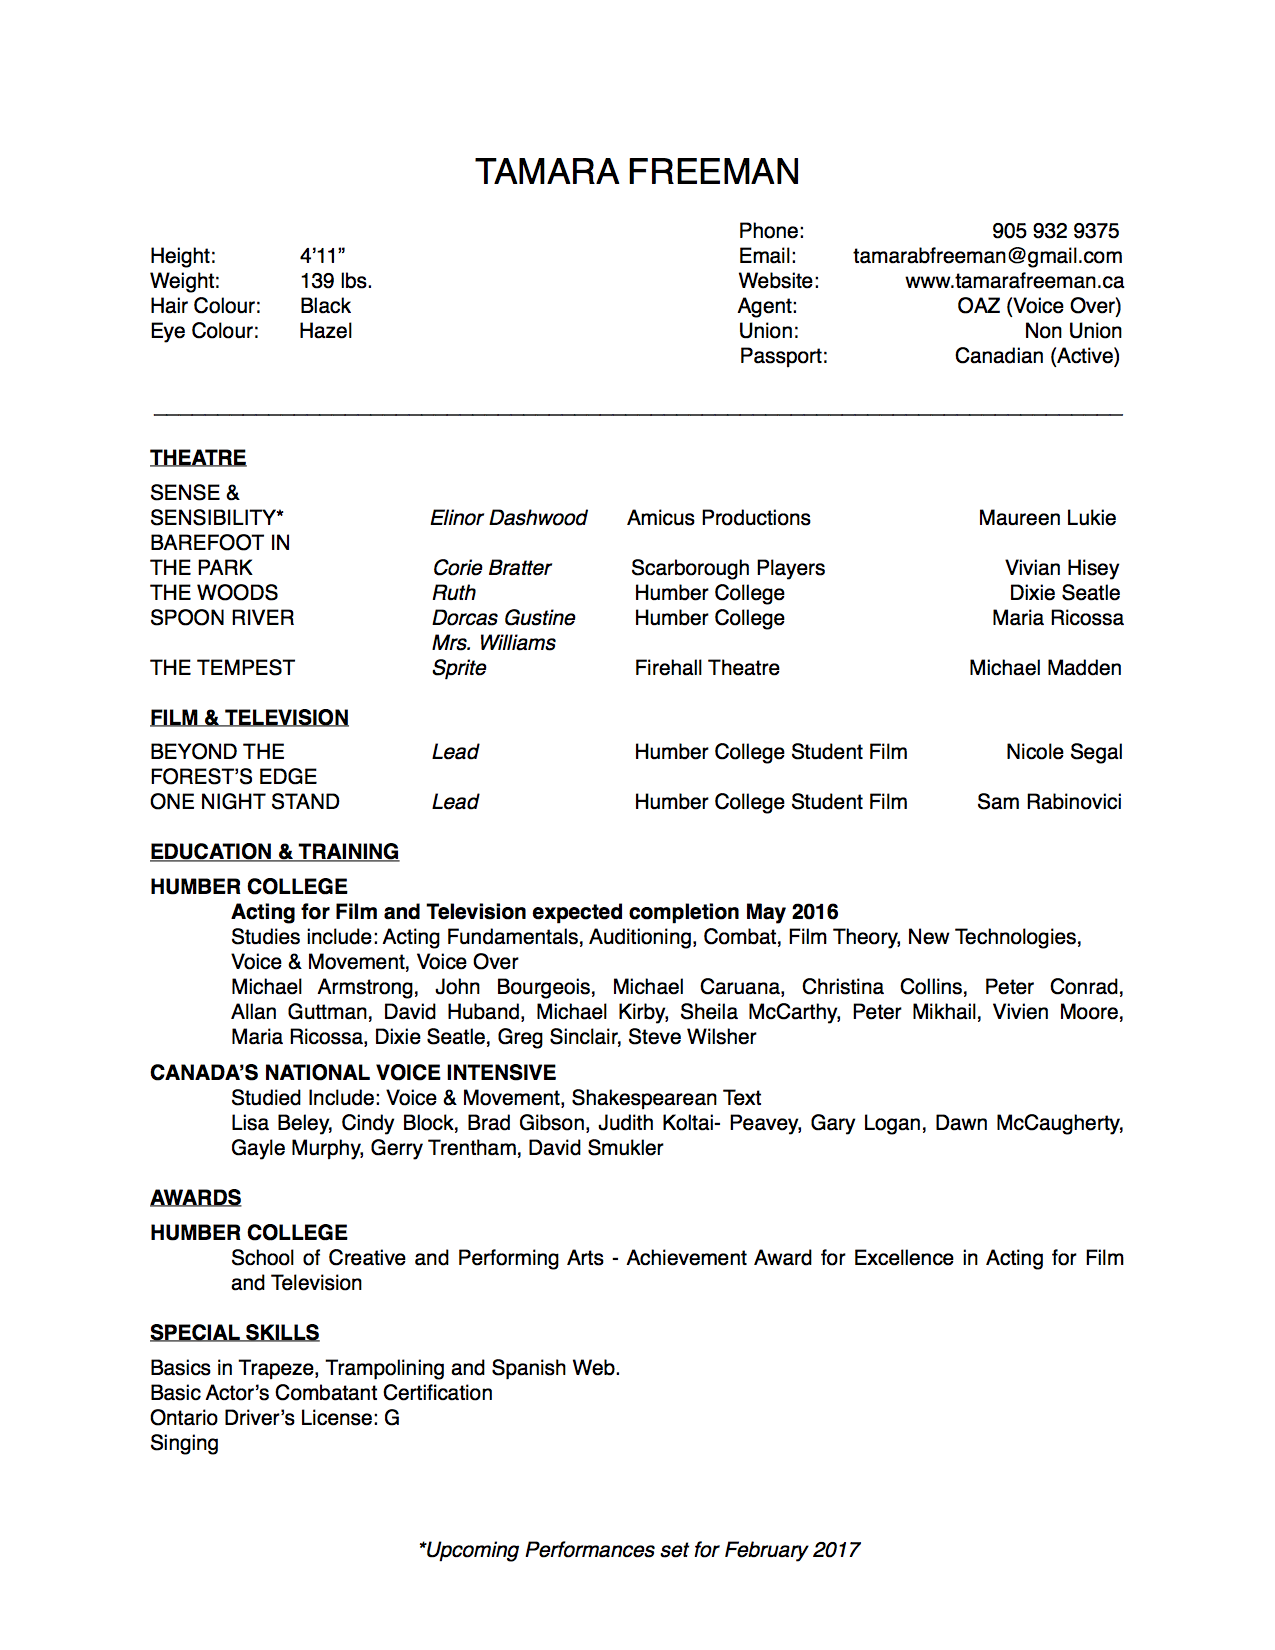 TAMARA FREEMAN
Phone: 905 932 9375
Height: 4’11” Email: tamarabfreeman@gmail.com
Weight: 139 lbs. Website: www.tamarafreeman.ca
Hair Colour: Black Agent: OAZ (Voice Over)
Eye Colour: Hazel Union: Non Union
Passport: Canadian (Active)
THEATRE
SENSE &
SENSIBILITY* Elinor Dashwood Amicus Productions Maureen Lukie
BAREFOOT IN
THE PARK Corie Bratter Scarborough Players Vivian Hisey
THE WOODS Ruth Humber College Dixie Seatle
SPOON RIVER Dorcas Gustine Humber College Maria Ricossa
Mrs. Williams
THE TEMPEST Sprite Firehall Theatre Michael Madden
FILM & TELEVISION
BEYOND THE Lead Humber College Student Film Nicole Segal
FOREST’S EDGE
ONE NIGHT STAND Lead Humber College Student Film Sam Rabinovici
EDUCATION & TRAINING
HUMBER COLLEGE
Acting for Film and Television expected completion May 2016
Studies include: Acting Fundamentals, Auditioning, Combat, Film Theory, New Technologies,
Voice & Movement, Voice Over
Michael Armstrong, John Bourgeois, Michael Caruana, Christina Collins, Peter Conrad,
Allan Guttman, David Huband, Michael Kirby, Sheila McCarthy, Peter Mikhail, Vivien Moore,
Maria Ricossa, Dixie Seatle, Greg Sinclair, Steve Wilsher
CANADA’S NATIONAL VOICE INTENSIVE
Studied Include: Voice & Movement, Shakespearean Text
Lisa Beley, Cindy Block, Brad Gibson, Judith Koltai- Peavey, Gary Logan, Dawn McCaugherty,
Gayle Murphy, Gerry Trentham, David Smukler
AWARDS
HUMBER COLLEGE
School of Creative and Performing Arts - Achievement Award for Excellence in Acting for Film
and Television
SPECIAL SKILLS
Basics in Trapeze, Trampolining and Spanish Web.
Basic Actor’s Combatant Certification
Ontario Driver’s License: G
Singing
*Upcoming Performances set for February 2017